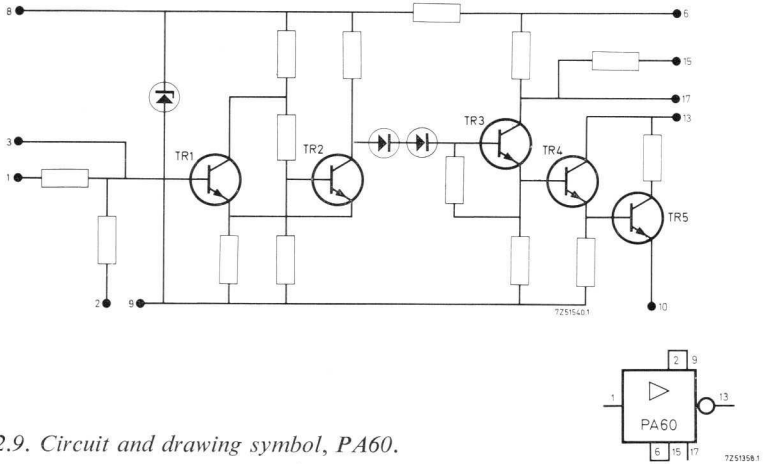 8
6
15
17
13
3
1
TR1
TR2
TR3
TR4
TR5
2
9
10
7Z51540.1
2 9
1
13
PA60
6 15 17
7Z51358.1
2.9. Circuit and drawing symbol, PA60.